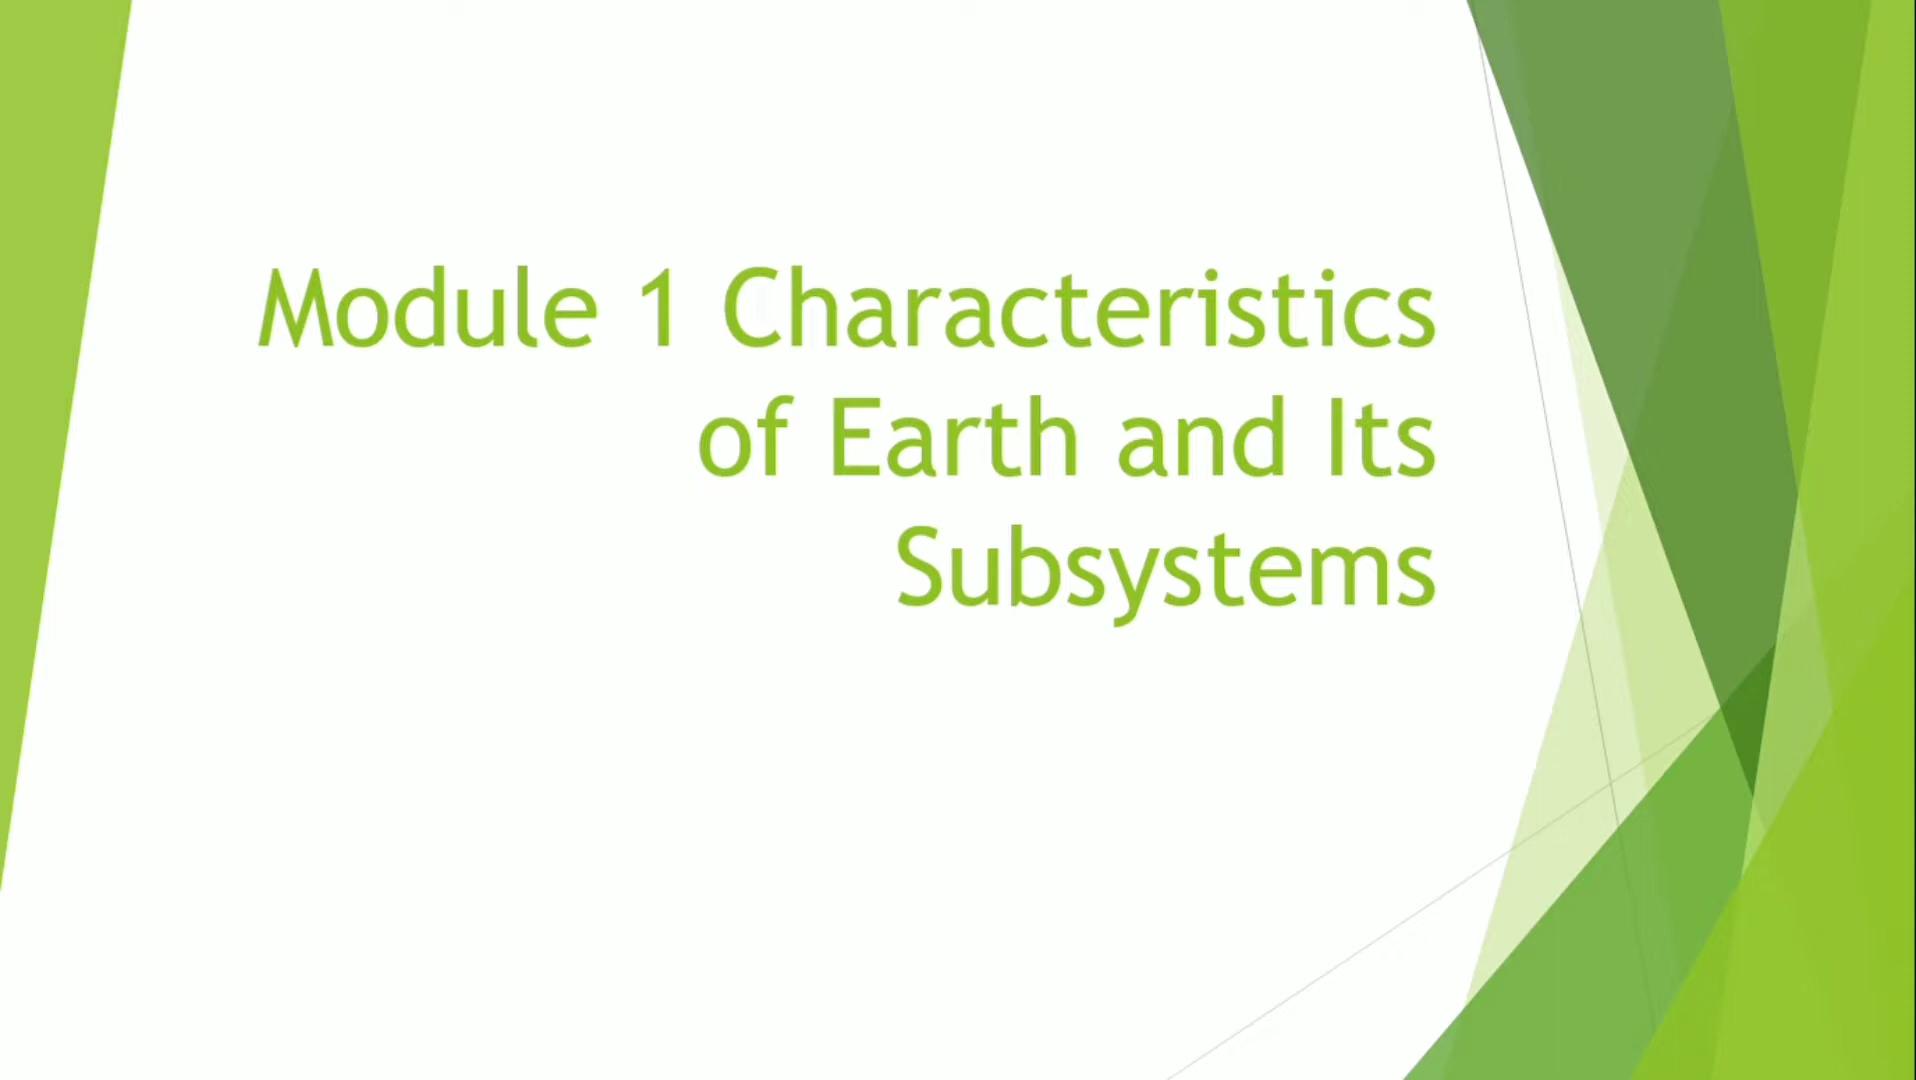 Module 1 Characteristics
of Earth and Its
Subsystems